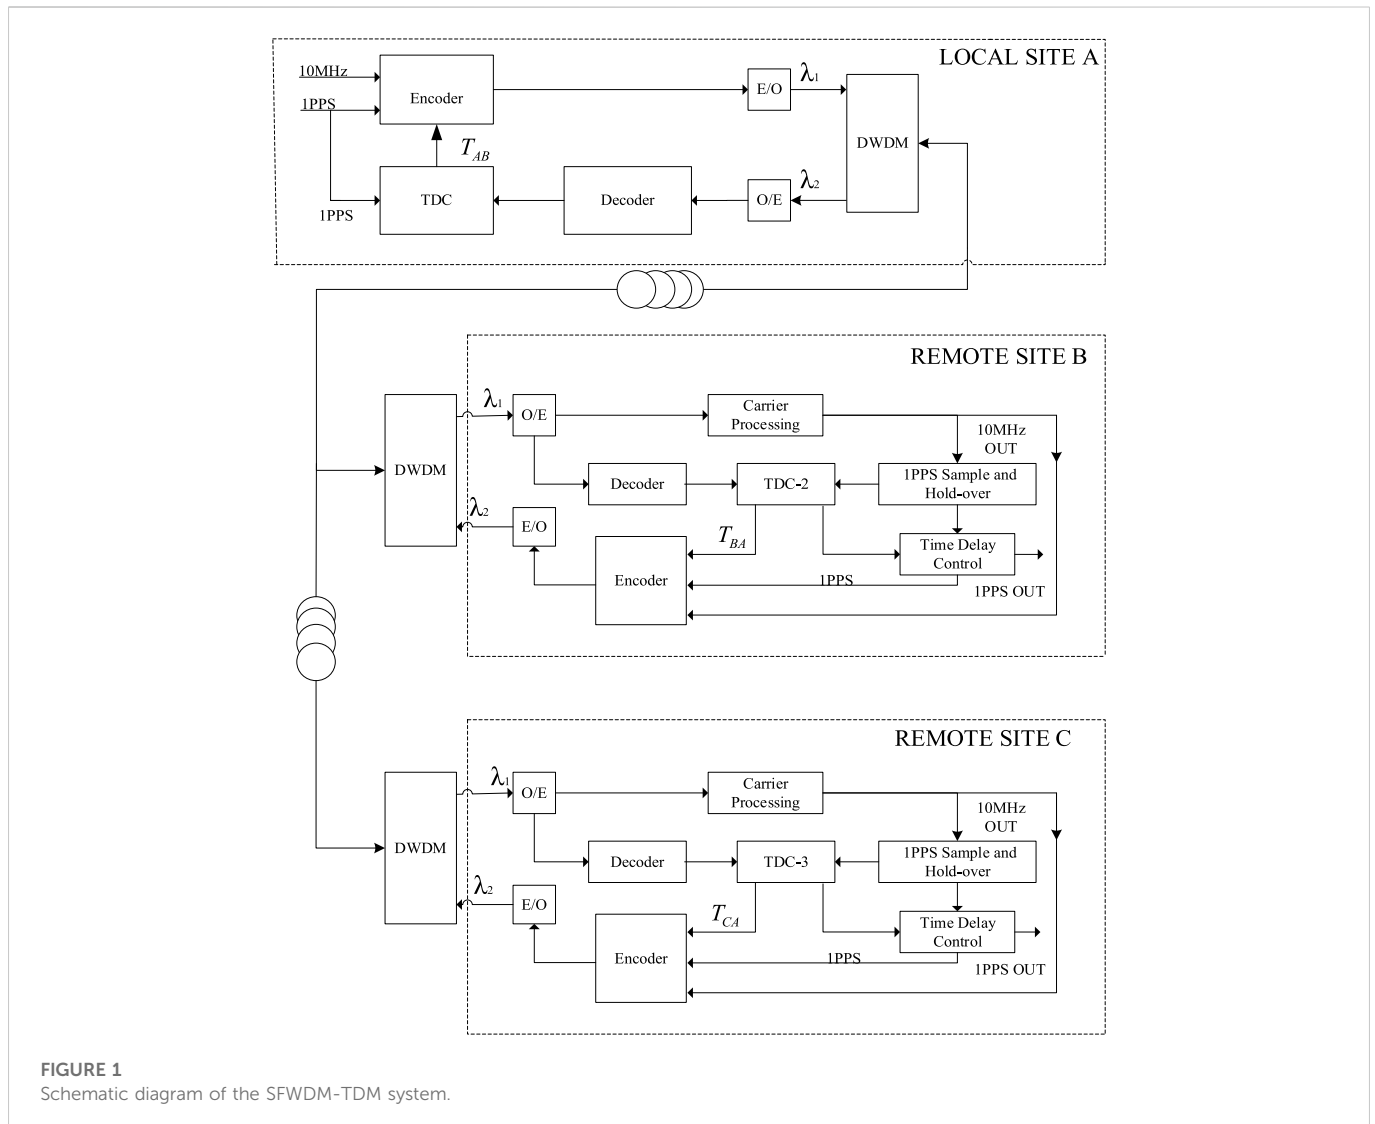 LOCAL SITE A
10MHz
1PPS
Encoder
E/O
λ1
DWDM
TAB
TDC
1PPS
Decoder
O/E
λ2
REMOTE SITE B
DWDM
λ1
O/E
Carrier
Processing
10MHz
OUT
Decoder
TDC-2
1PPS Sample and
Hold-over
λ2
E/O
TBA
Encoder
Time Delay
Control
1PPS
1PPS OUT
REMOTE SITE C
DWDM
λ1
O/E
Carrier
Processing
10MHz
OUT
Decoder
TDC-3
1PPS Sample and
Hold-over
λ2
E/O
TCA
Encoder
Time Delay
Control
1PPS
1PPS OUT
FIGURE 1
Schematic diagram of the SFWDM-TDM system.